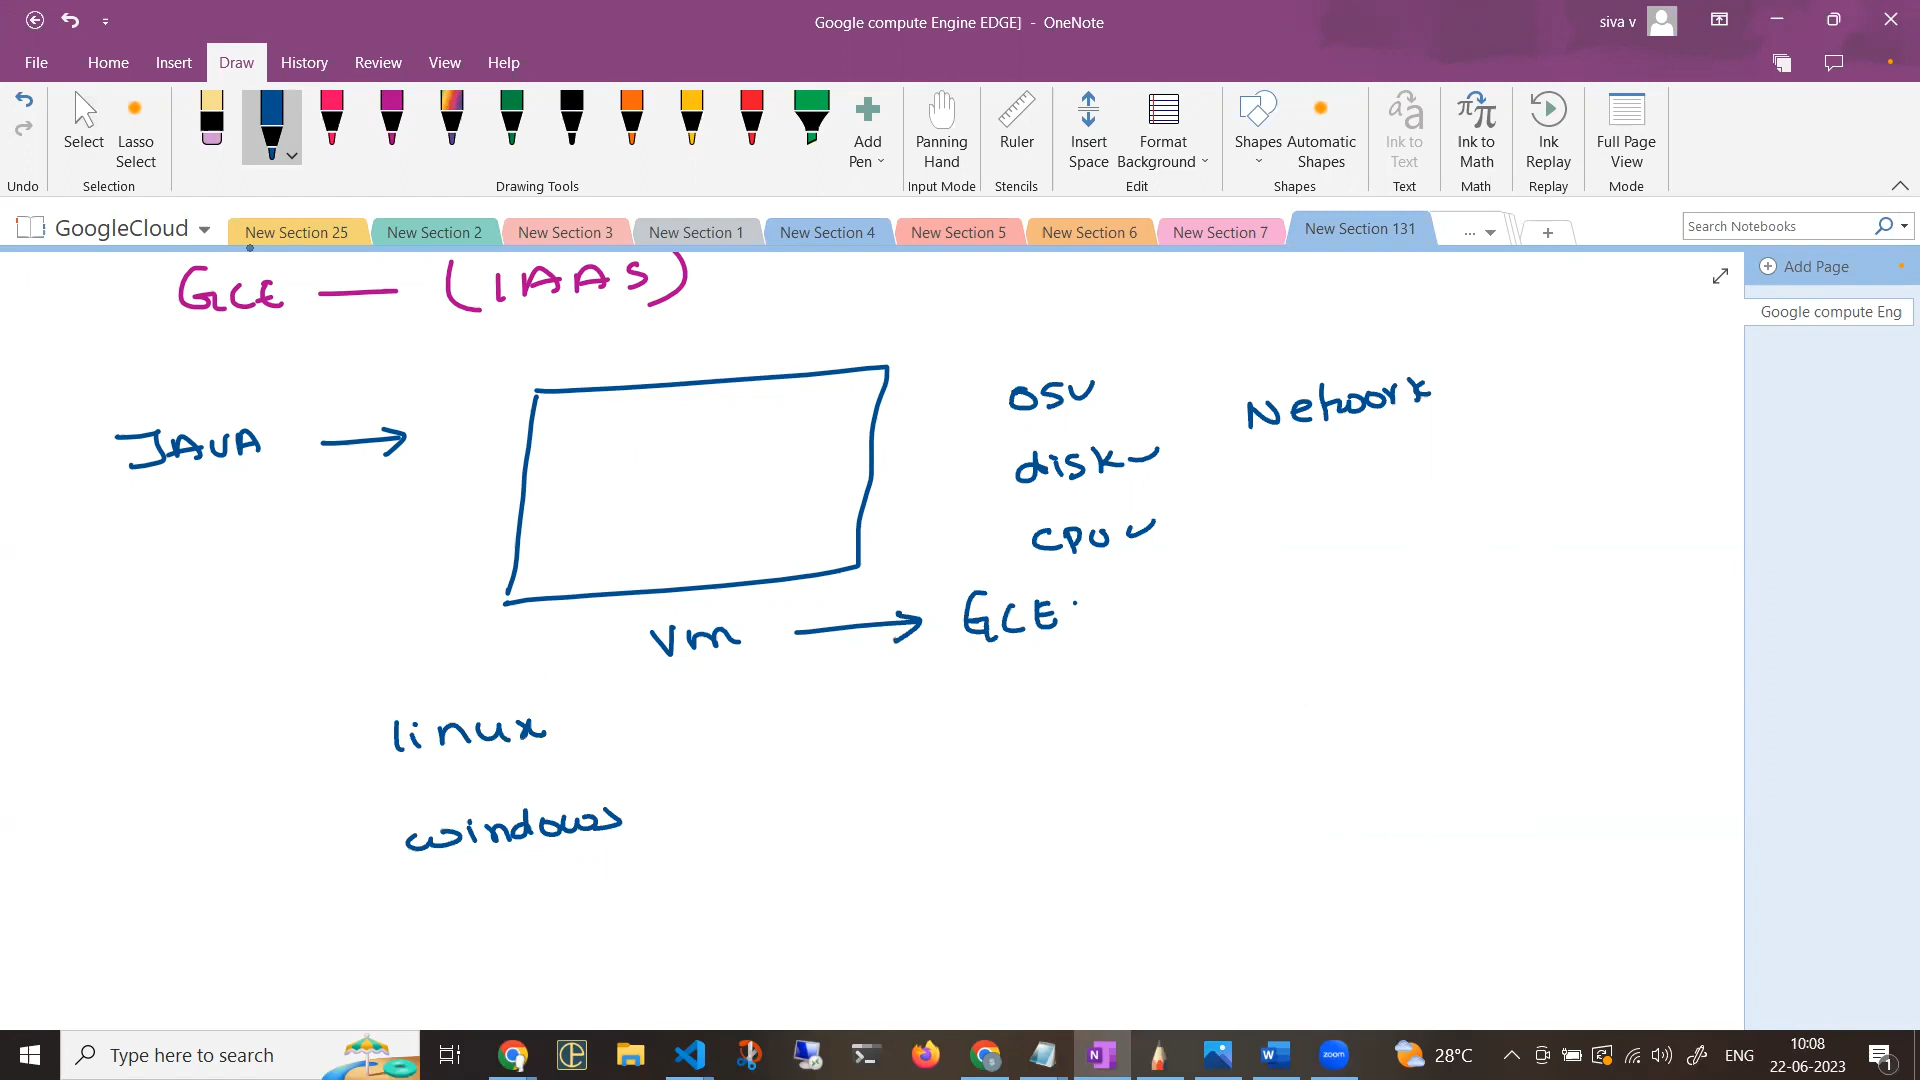 Google compute Engine EDGE] - OneNote
siva v
File Home Insert Draw History Review View Help
Undo
Select
Lasso Select
Selection
Drawing Tools
Add Pen
Panning Hand
Input Mode
Ruler
Stencils
Insert Space
Format Background
Edit
Shapes
Automatic Shapes
Shapes
Ink to Text
Text
Ink to Math
Math
Ink Replay
Replay
Full Page View
Mode
GoogleCloud
New Section 25 New Section 2 New Section 3 New Section 1 New Section 4 New Section 5 New Section 6 New Section 7 New Section 131 ...
Search Notebooks
Add Page
Google compute Eng
GCE — (IAAS)
JAVA →
OS
Network
disk
CPU
vm → GCE
linux
windows
Type here to search
zoom
28°C
ENG
10:08
22-06-2023
1